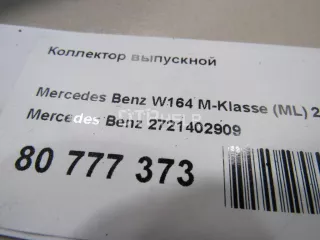 Коллектор выпускной
Mercedes Benz W164 M-Klasse (ML) 2
Mercedes Benz 2721402909
80 777 373